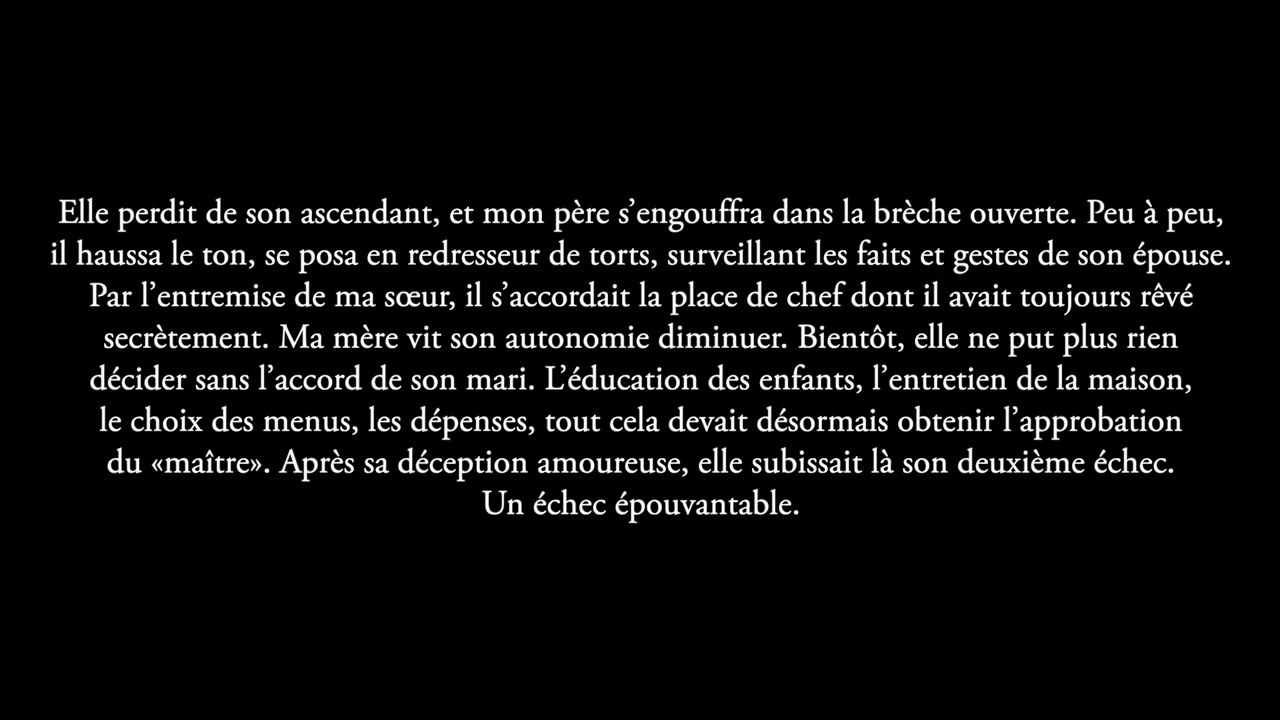 Elle perdit de son ascendant, et mon père s’engouffra dans la brèche ouverte. Peu à peu,
il haussa le ton, se posa en redresseur de torts, surveillant les faits et gestes de son épouse.
Par l’entremise de ma sœur, il s’accordait la place de chef dont il avait toujours rêvé
secrètement. Ma mère vit son autonomie diminuer. Bientôt, elle ne put plus rien
décider sans l’accord de son mari. L’éducation des enfants, l’entretien de la maison,
le choix des menus, les dépenses, tout cela devait désormais obtenir l’approbation
du «maître». Après sa déception amoureuse, elle subissait là son deuxième échec.
Un échec épouvantable.